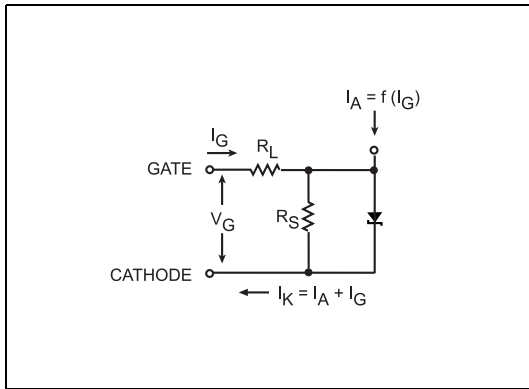 I_A = f (I_G)
I_G
R_L
GATE
V_G
R_S
CATHODE
I_K = I_A + I_G